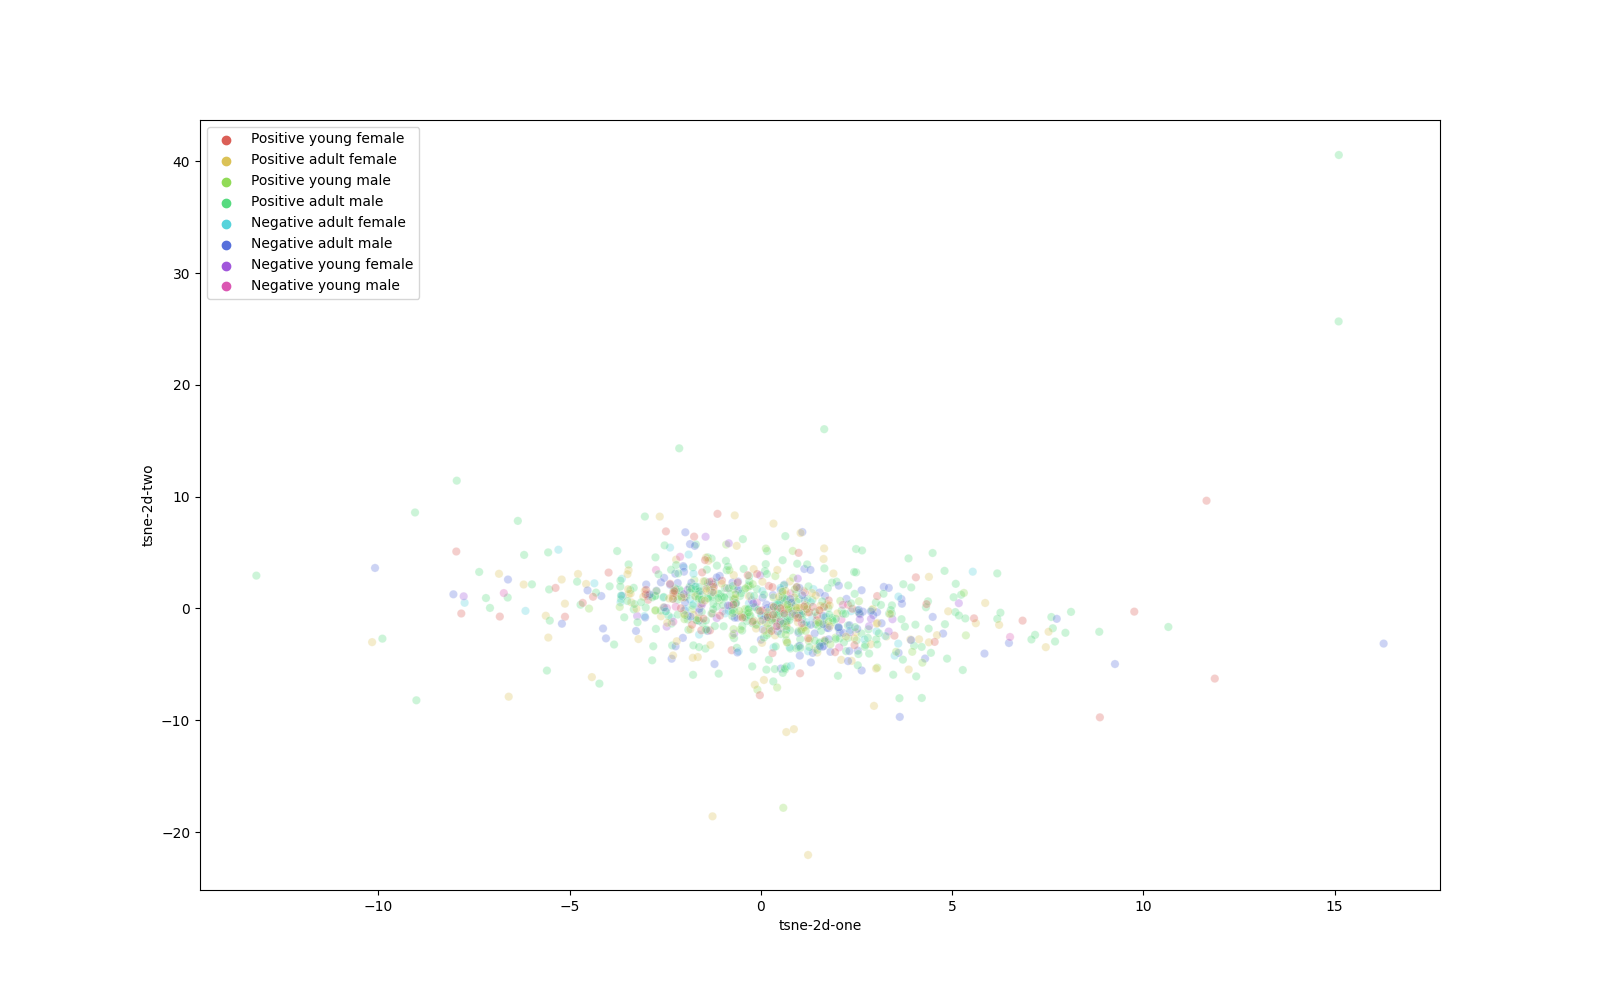 Positive young female
Positive adult female
Positive young male
Positive adult male
Negative adult female
Negative adult male
Negative young female
Negative young male
40
30
20
10
0
−10
−20
tsne-2d-two
−10 −5 0 5 10 15
tsne-2d-one